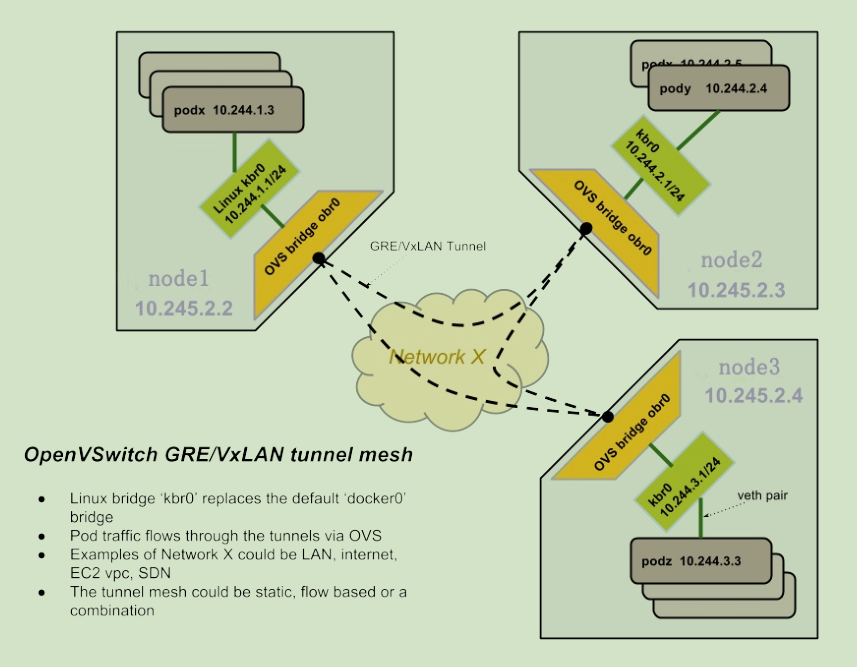 podx 10.244.1.3
Linux kbr0
10.244.1.1/24
OVS bridge obr0
node1
10.245.2.2
podx 10.244.2.5
pody 10.244.2.4
kbr0
10.244.2.1/24
OVS bridge obr0
node2
10.245.2.3
GRE/VxLAN Tunnel
Network X
node3
10.245.2.4
OVS bridge obr0
kbr0
10.244.3.1/24
veth pair
podz 10.244.3.3
OpenVSwitch GRE/VxLAN tunnel mesh
● Linux bridge ‘kbr0’ replaces the default ‘docker0’
bridge
● Pod traffic flows through the tunnels via OVS
● Examples of Network X could be LAN, internet,
EC2 vpc, SDN
● The tunnel mesh could be static, flow based or a
combination